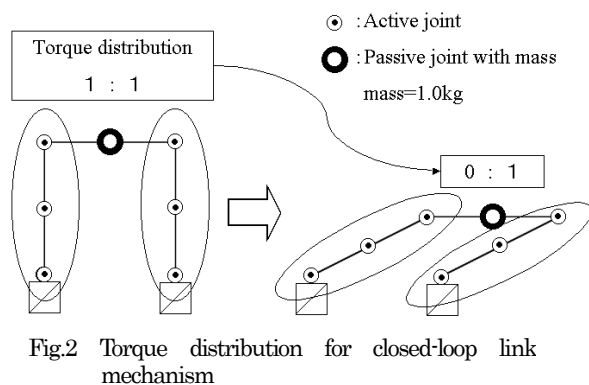 Torque distribution
1 : 1
: Active joint
: Passive joint with mass
mass=1.0kg
0 : 1
Fig.2 Torque distribution for closed-loop link
mechanism